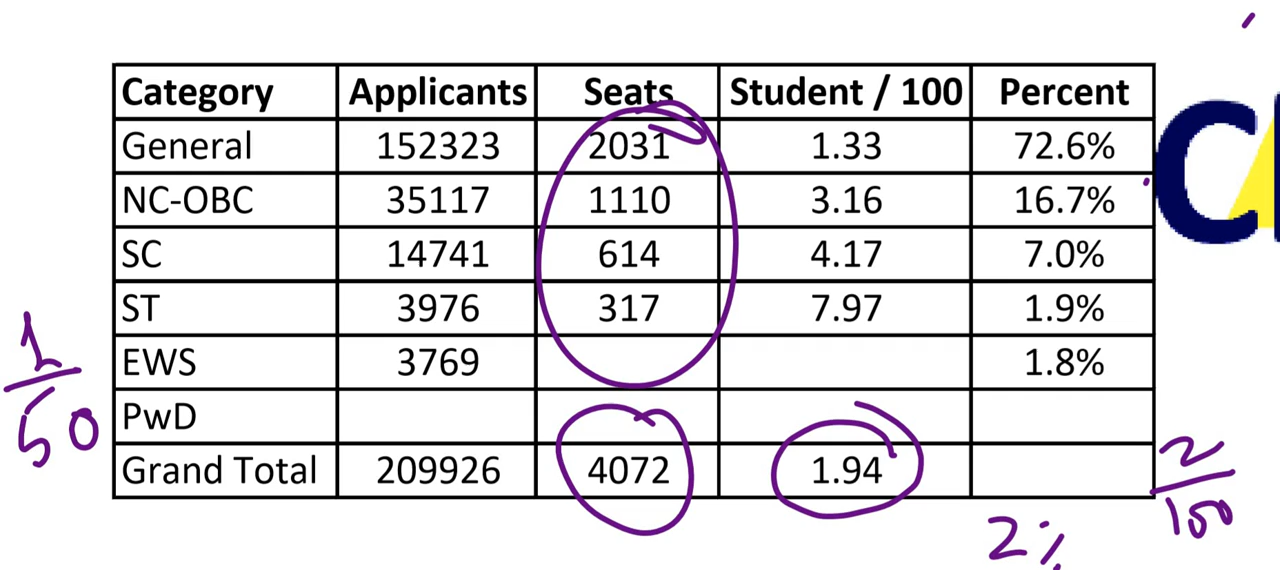 Category Applicants Seats Student / 100 Percent
General 152323 2031 1.33 72.6%
NC-OBC 35117 1110 3.16 16.7%
SC 14741 614 4.17 7.0%
ST 3976 317 7.97 1.9%
EWS 3769 1.8%
PwD
Grand Total 209926 4072 1.94
1/50
2/100
2%